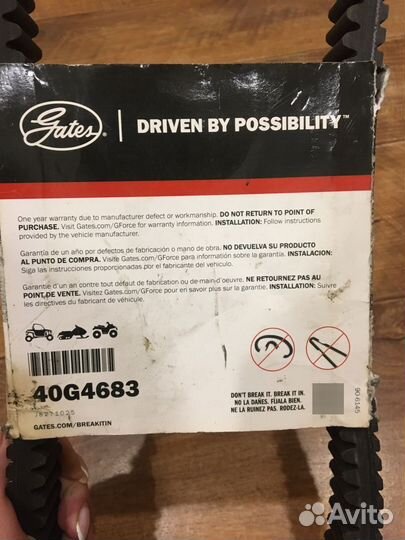 Gates
DRIVEN BY POSSIBILITY™
One year warranty due to manufacturer defect or workmanship. DO NOT RETURN TO POINT OF
PURCHASE. Visit Gates.com/GForce for warranty information. INSTALLATION: Follow instructions
provided by the vehicle manufacturer.
Garantía de un año por defectos de fabricación o mano de obra. NO DEVUELVA SU PRODUCTO
AL PUNTO DE COMPRA. Visite Gates.com/GForce para información sobre la garantía. INSTALACION:
Siga las instrucciones proporcionadas por el fabricante del vehículo.
Garantie d'un an contre tout défaut de fabrication ou de main-d'oeuvre. NE RETOURNEZ PAS AU
POINT DE VENTE. Visitez Gates.com/GForce pour en savoir plus sur la garantie. INSTALLATION: Suivre
les directives du fabricant du véhicule.
40G4683
GATES.COM/BREAKITIN
DON'T BREAK IT. BREAK IT IN.
NO LA DAÑES. FÍJALA BIEN.
NE LA RUINEZ PAS. RODEZ-LA.
90-6145
Avito